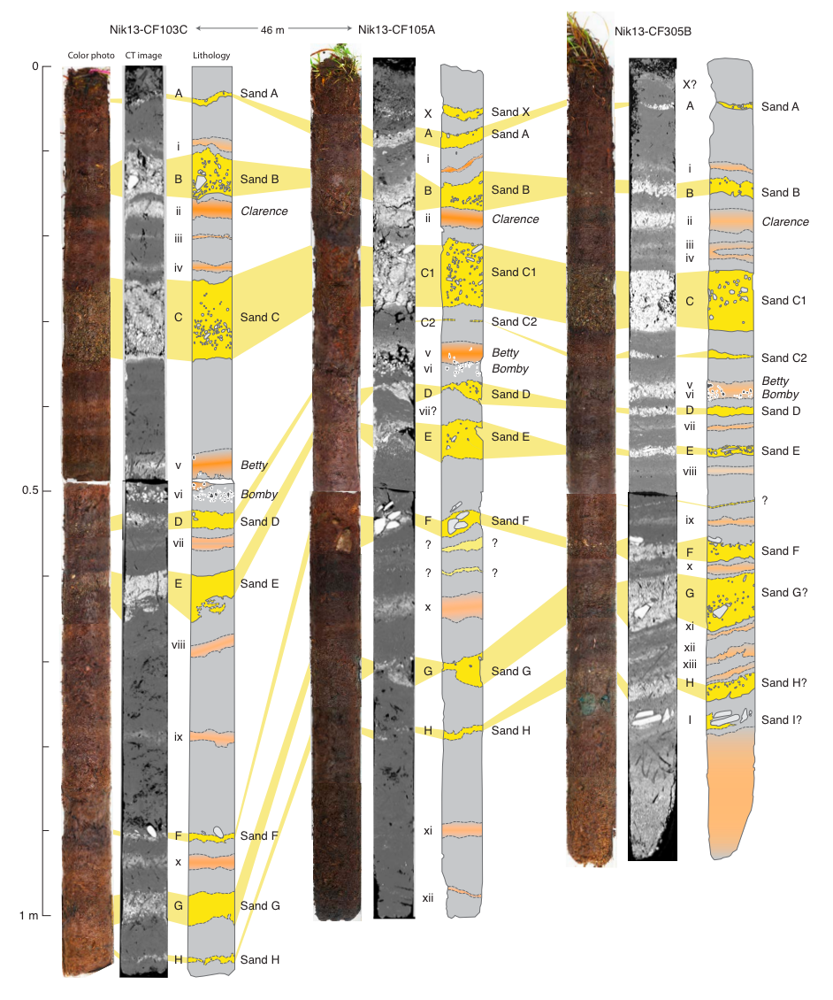 Nik13-CF103C 46 m Nik13-CF105A Nik13-CF305B
Color photo CT image Lithology
0
0.5
1 m
A Sand A
i
B Sand B
ii Clarence
iii
iv
C Sand C
v Betty
vi Bomby
D Sand D
vii
E Sand E
viii
ix
F Sand F
x
G Sand G
H Sand H
X Sand X
A Sand A
i
B Sand B
ii Clarence
C1 Sand C1
C2 Sand C2
v Betty
vi Bomby
D Sand D
vii?
E Sand E
F Sand F
? ?
? ?
x
G Sand G
H Sand H
xi
xii
X?
A Sand A
i
B Sand B
ii Clarence
iii
iv
C Sand C1
Sand C2
v Betty
vi Bomby
D Sand D
vii
E Sand E
viii
?
ix
F Sand F
x
G Sand G?
xi
xii
xiii
H Sand H?
I Sand I?